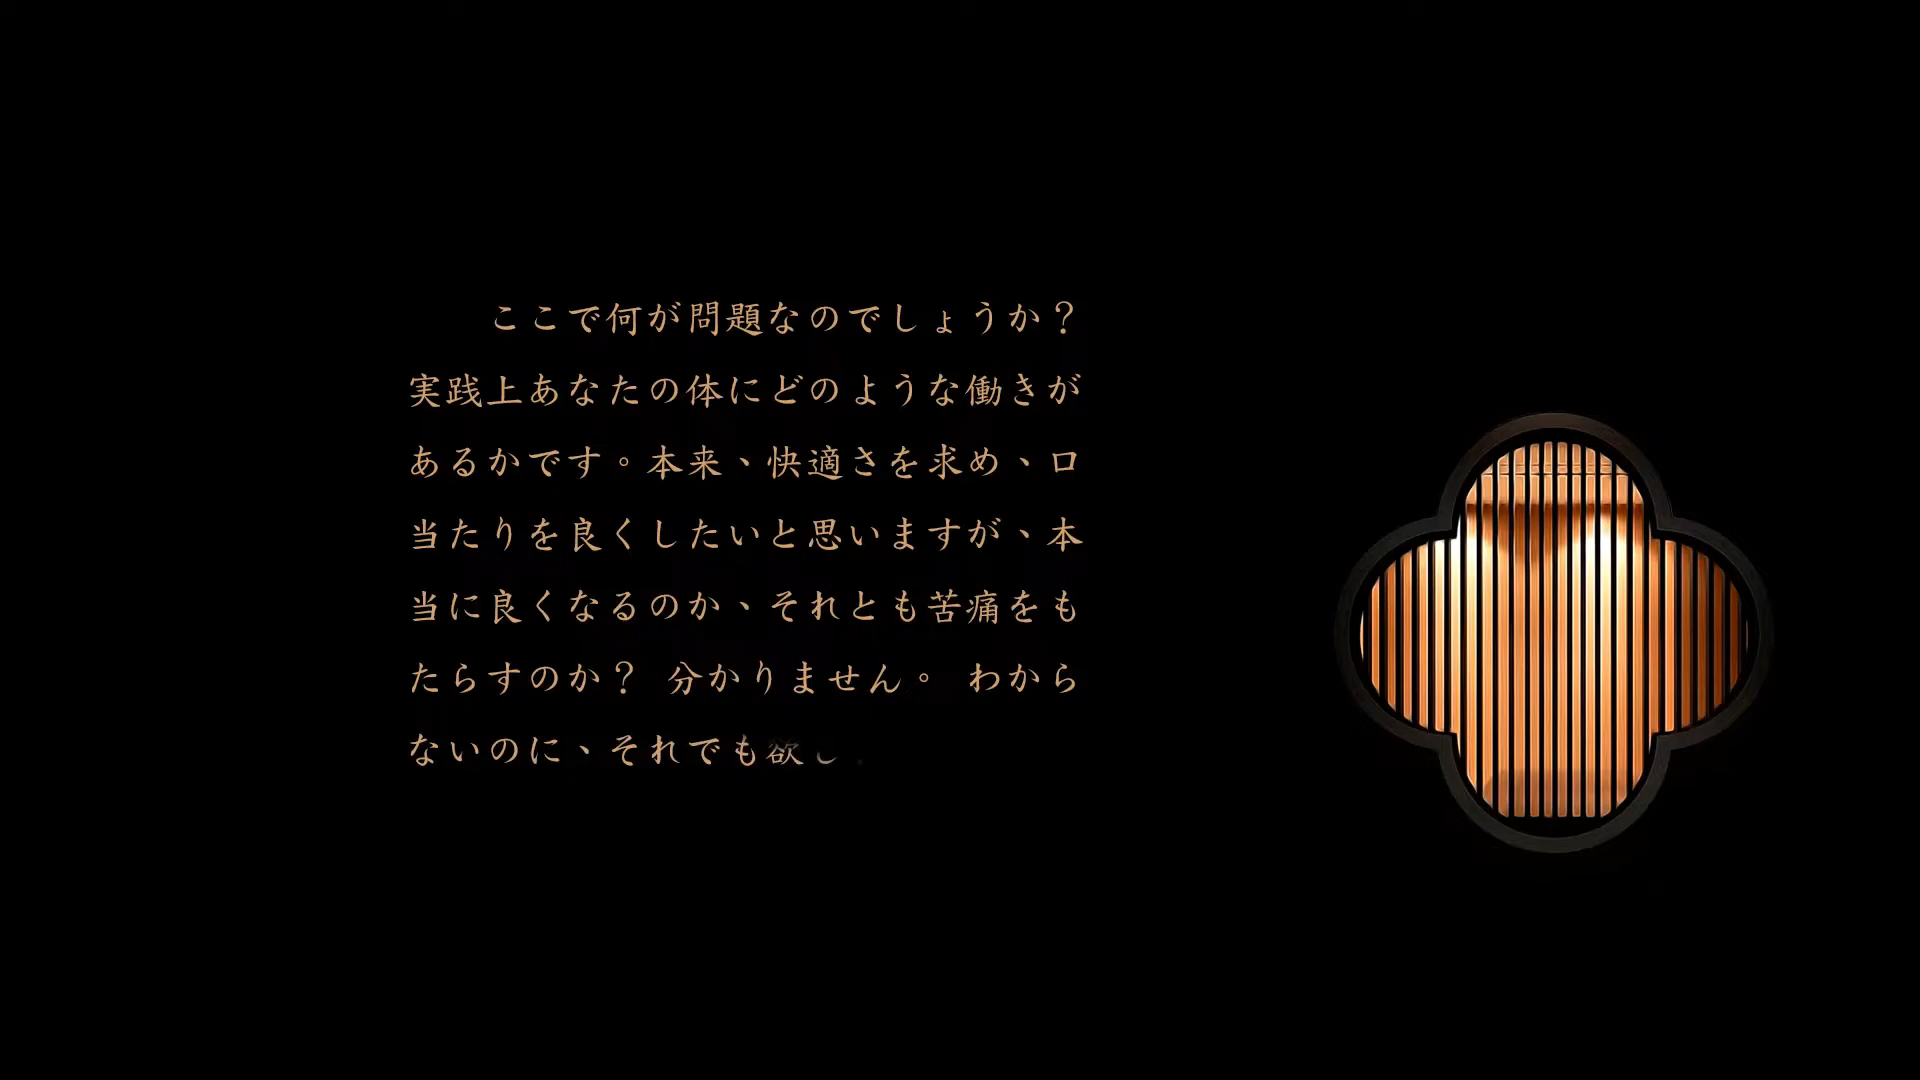 ここで何が問題なのでしょうか？
実践上あなたの体にどのような働きが
あるかです。本来、快適さを求め、口
当たりを良くしたいと思いますが、本
当に良くなるのか、それとも苦痛をも
たらすのか？ 分かりません。 わから
ないのに、それでも欲し